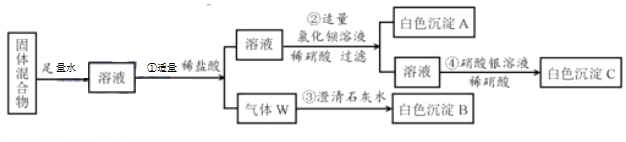 固体混合物
足量水
溶液
①适量 稀盐酸
溶液
②适量
氯化钡溶液
稀硝酸 过滤
白色沉淀A
溶液
④硝酸银溶液
稀硝酸
白色沉淀C
气体W
③澄清石灰水
白色沉淀B